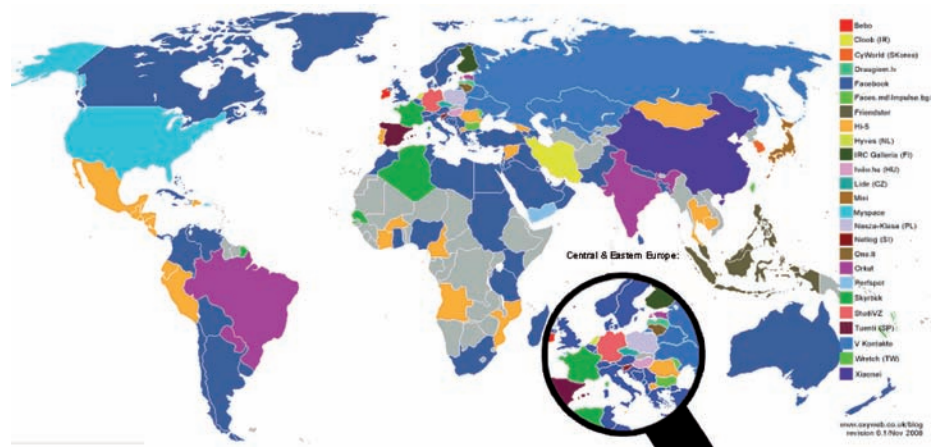 Bebo
Cloob (IR)
CyWorld (SKorea)
Draugiem.lv
Facebook
Faces.md/Impulse.bg
Friendster
Hi-5
Hyves (NL)
IRC Galleria (FI)
Iwiw.hu (HU)
Lide (CZ)
Mixi
Myspace
Nasza-Klasa (PL)
Netlog (SI)
One.lt
Orkut
Perfspot
Skyrock
StudiVZ
Tuenti (SP)
V Kontakte
Wretch (TW)
Xiaonei
Central & Eastern Europe:
www.oxyweb.co.uk/blog
revision 0.1/Nov 2008